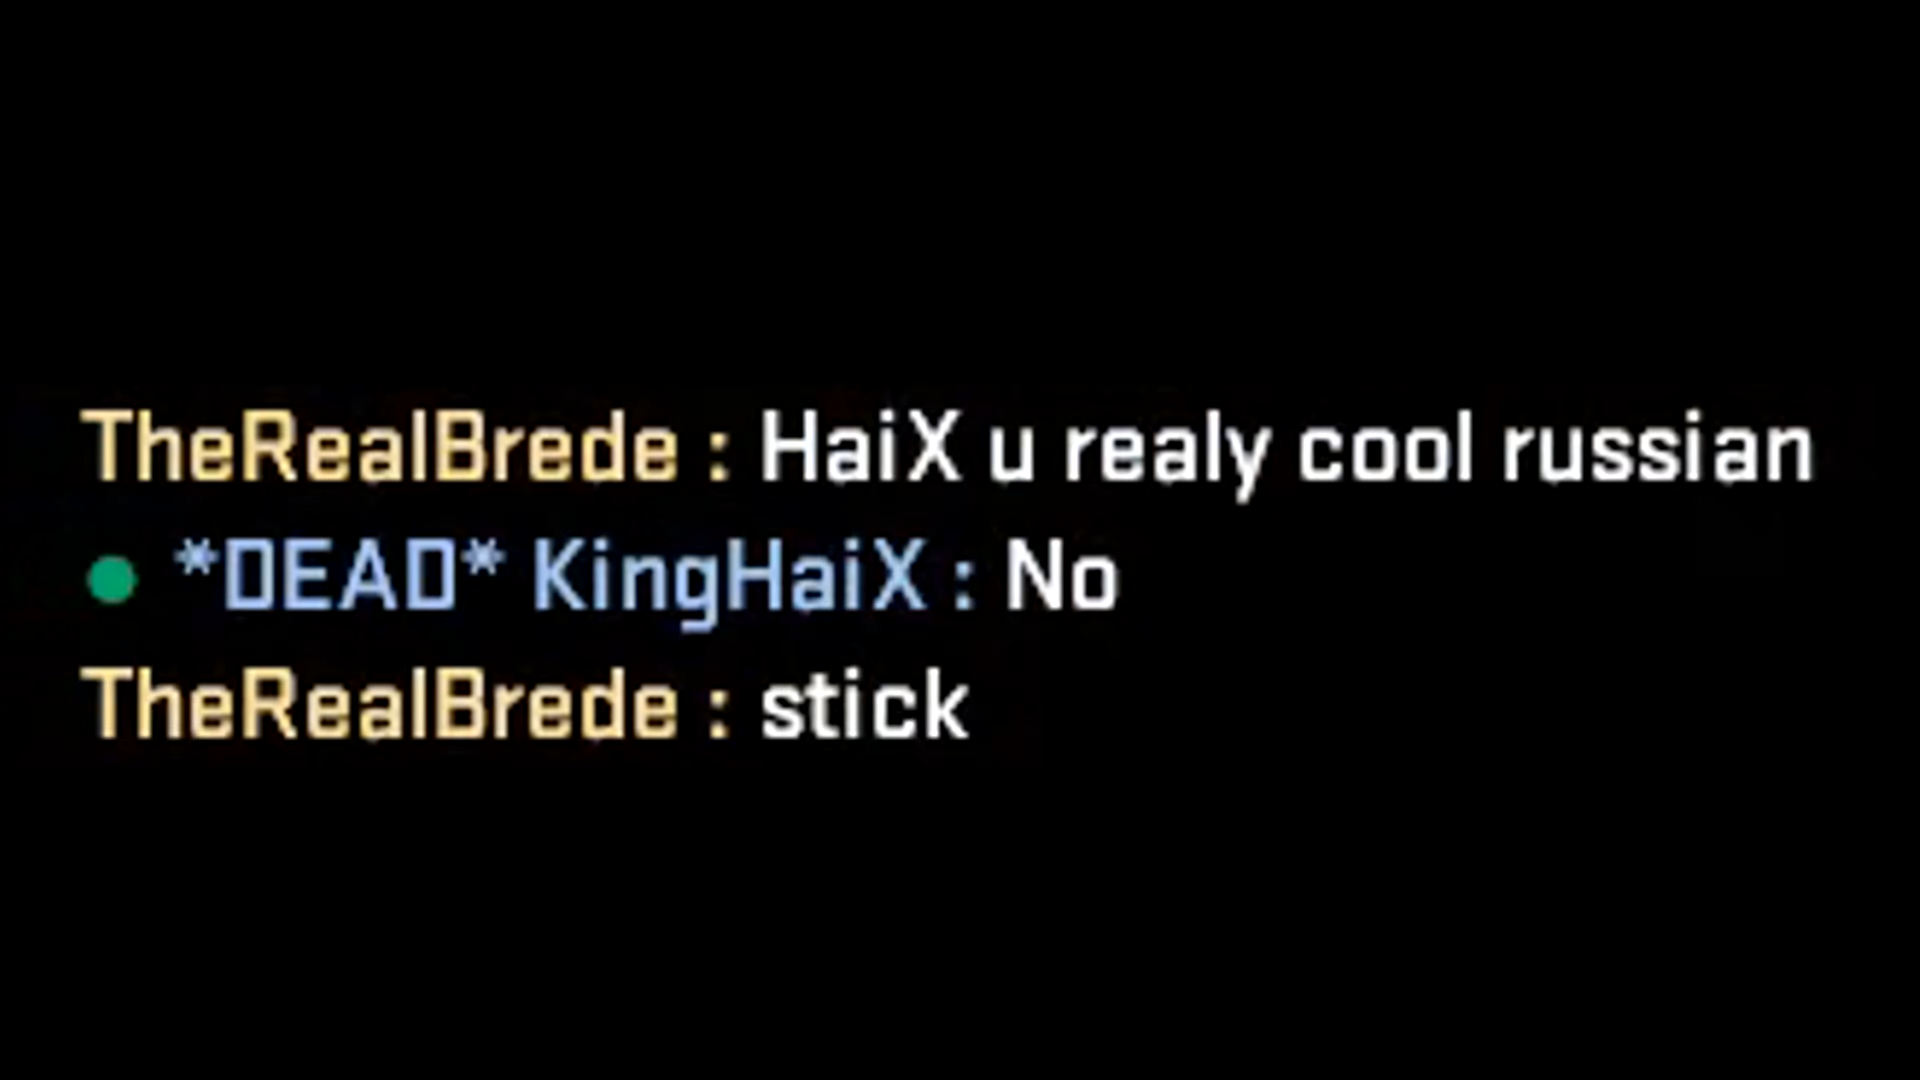 TheRealBrede : HaiX u realy cool russian
*DEAD* KingHaiX : No
TheRealBrede : stick